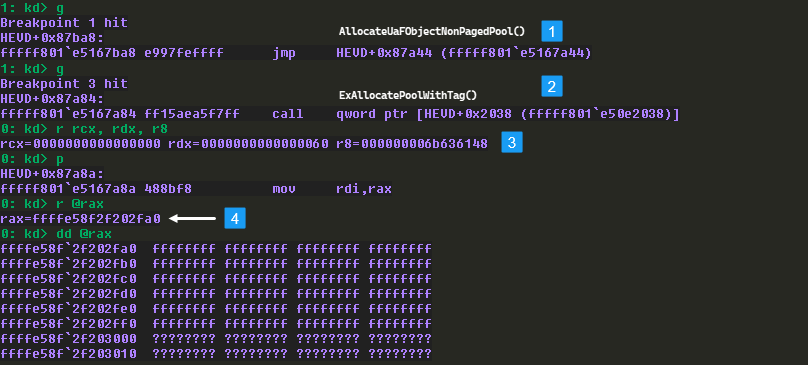 1: kd> g
Breakpoint 1 hit
HEVD+0x87ba8: AllocateUaFObjectNonPagedPool() 1
fffff801`e5167ba8 e997feffff jmp HEVD+0x87a44 (fffff801`e5167a44)
1: kd> g
Breakpoint 3 hit
HEVD+0x87a84: ExAllocatePoolWithTag() 2
fffff801`e5167a84 ff15aea5f7ff call qword ptr [HEVD+0x2038 (fffff801`e50e2038)]
0: kd> r rcx, rdx, r8
rcx=0000000000000000 rdx=0000000000000060 r8=000000006b636148 3
0: kd> p
HEVD+0x87a8a:
fffff801`e5167a8a 488bf8 mov rdi,rax
0: kd> r @rax
rax=ffffe58f2f202fa0 4
0: kd> dd @rax
ffffe58f`2f202fa0 ffffffff ffffffff ffffffff ffffffff
ffffe58f`2f202fb0 ffffffff ffffffff ffffffff ffffffff
ffffe58f`2f202fc0 ffffffff ffffffff ffffffff ffffffff
ffffe58f`2f202fd0 ffffffff ffffffff ffffffff ffffffff
ffffe58f`2f202fe0 ffffffff ffffffff ffffffff ffffffff
ffffe58f`2f202ff0 ffffffff ffffffff ffffffff ffffffff
ffffe58f`2f203000 ???????? ???????? ???????? ????????
ffffe58f`2f203010 ???????? ???????? ???????? ????????